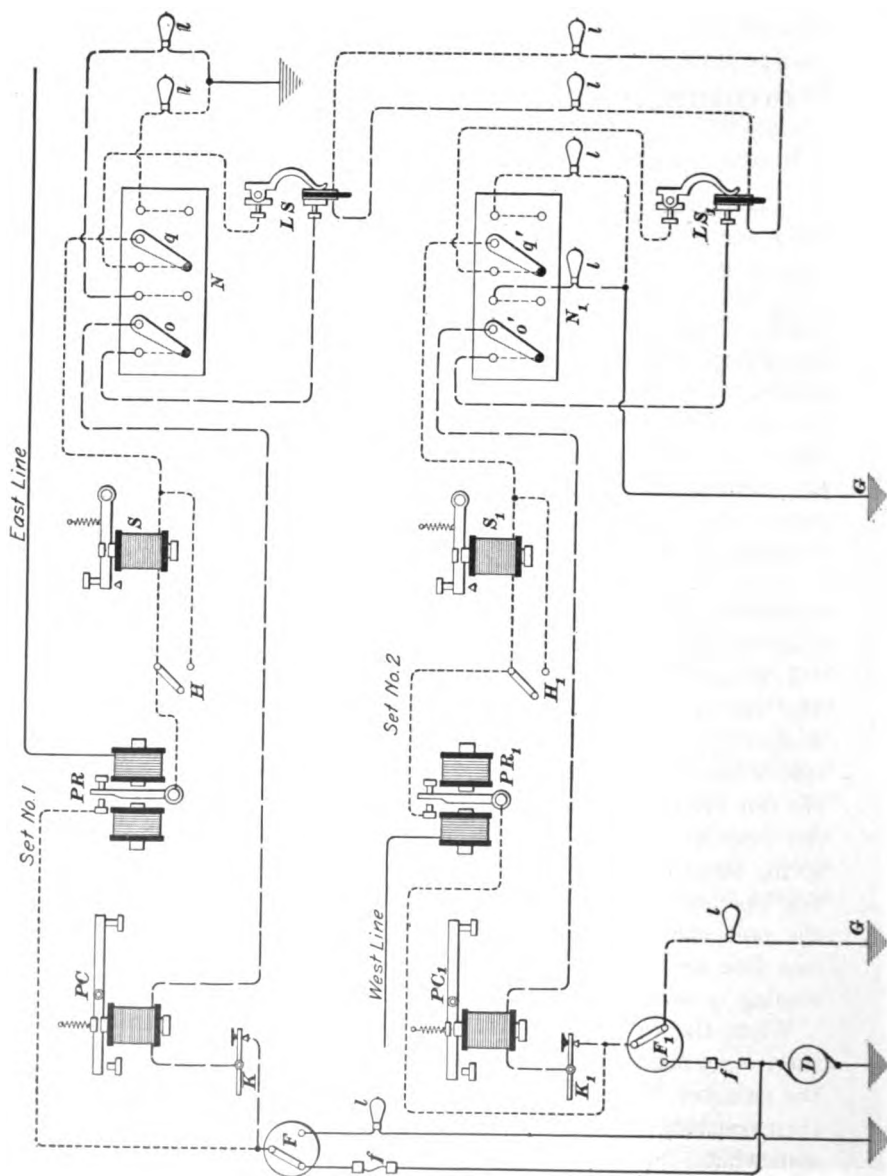 East Line
Set No.1
PC
PR
S
H
K
F
f
l
o
q
N
LS
l
l
l
l
Set No.2
West Line
PC₁
PR₁
S₁
H₁
K₁
F₁
f
D
l
G
G
o'
q'
N₁
l
l
LS₁